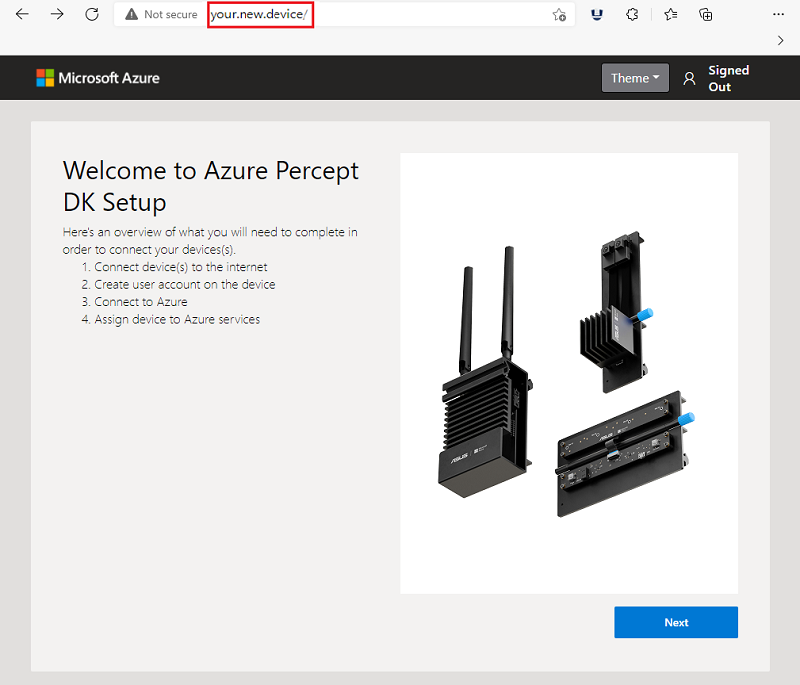 Not secure your.new.device/
Microsoft Azure
Theme
Signed
Out
Welcome to Azure Percept
DK Setup
Here's an overview of what you will need to complete in
order to connect your devices(s).
1. Connect device(s) to the internet
2. Create user account on the device
3. Connect to Azure
4. Assign device to Azure services
ASUS
ASUS
Next